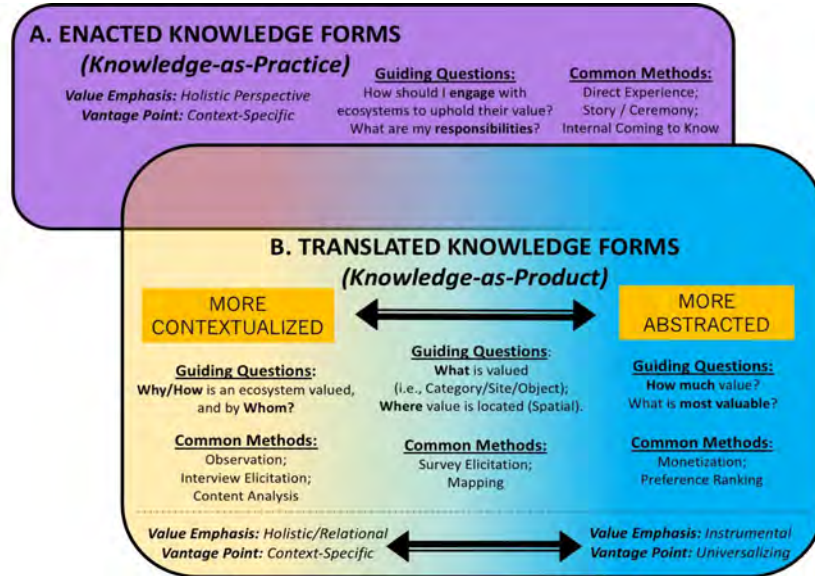 A. ENACTED KNOWLEDGE FORMS
(Knowledge-as-Practice)
Value Emphasis: Holistic Perspective
Vantage Point: Context-Specific
Guiding Questions:
How should I engage with
ecosystems to uphold their value?
What are my responsibilities?
Common Methods:
Direct Experience;
Story / Ceremony;
Internal Coming to Know
B. TRANSLATED KNOWLEDGE FORMS
(Knowledge-as-Product)
MORE
CONTEXTUALIZED
Guiding Questions:
Why/How is an ecosystem valued,
and by Whom?
Common Methods:
Observation;
Interview Elicitation;
Content Analysis
Guiding Questions:
What is valued
(i.e., Category/Site/Object);
Where value is located (Spatial).
Common Methods:
Survey Elicitation;
Mapping
MORE
ABSTRACTED
Guiding Questions:
How much value?
What is most valuable?
Common Methods:
Monetization;
Preference Ranking
Value Emphasis: Holistic/Relational
Vantage Point: Context-Specific
Value Emphasis: Instrumental
Vantage Point: Universalizing